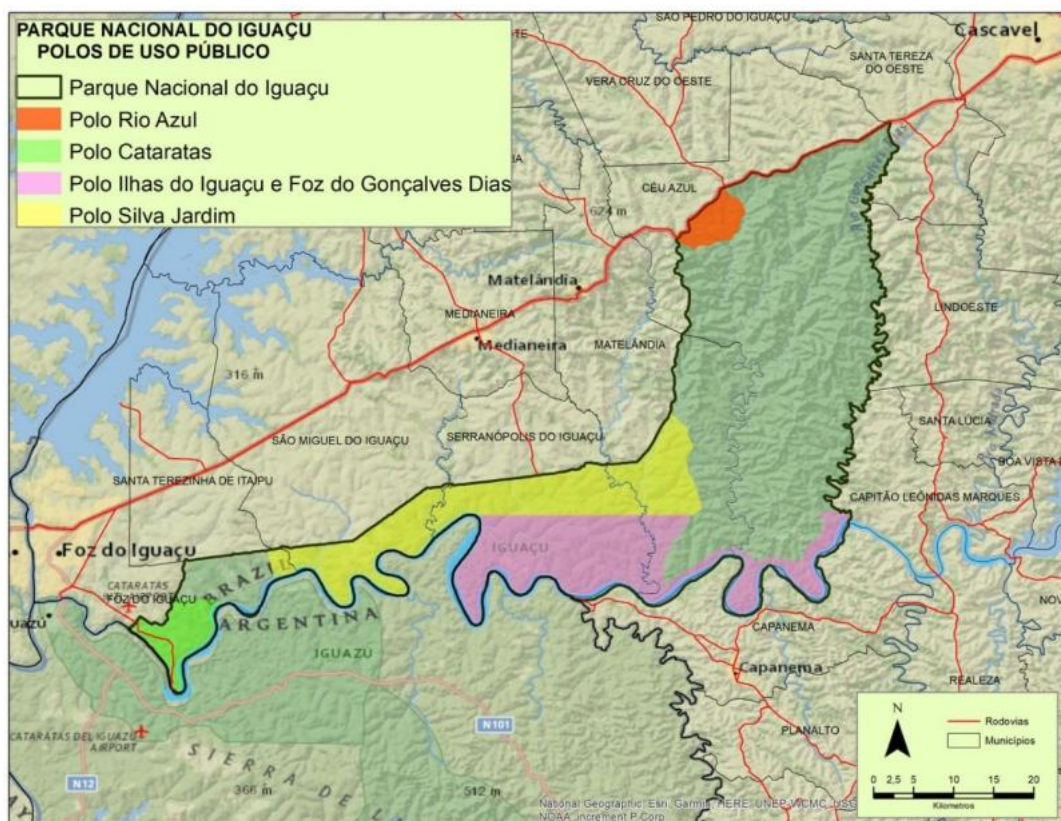 PARQUE NACIONAL DO IGUAÇU
POLOS DE USO PÚBLICO
Parque Nacional do Iguaçu
Polo Rio Azul
Polo Cataratas
Polo Ilhas do Iguaçu e Foz do Gonçalves Dias
Polo Silva Jardim
SÃO PEDRO DO IGUAÇU
Cascavel
SANTA TEREZA
DO OESTE
VERA CRUZ DO OESTE
CÉU AZUL
624 m
Matelândia
MEDIANEIRA
Medianeira
MATELÂNDIA
LINDOESTE
316 m
SÃO MIGUEL DO IGUAÇU
SERRANÓPOLIS DO IGUAÇU
SANTA LÚCIA
SANTA TEREZINHA DE ITAIPU
CAPITÃO LEÔNIDAS MARQUES
Foz do Iguaçu
IGUAÇU
CATARATAS
FOZ DO IGUAÇU
BRAZIL
ARGENTINA
IGUAZÚ
CAPANEMA
Capanema
REALEZA
PLANALTO
CATARATAS DEL IGUAZU
AIRPORT
N101
N12
SIERRA DE
366 m
512 m
N
Rodovias
Municípios
0 2,5 5 10 15 20
Kilometros
National Geographic, Esri, Garmin, HERE, UNEP-WCMC, USG
NOAA, increment P Corp.